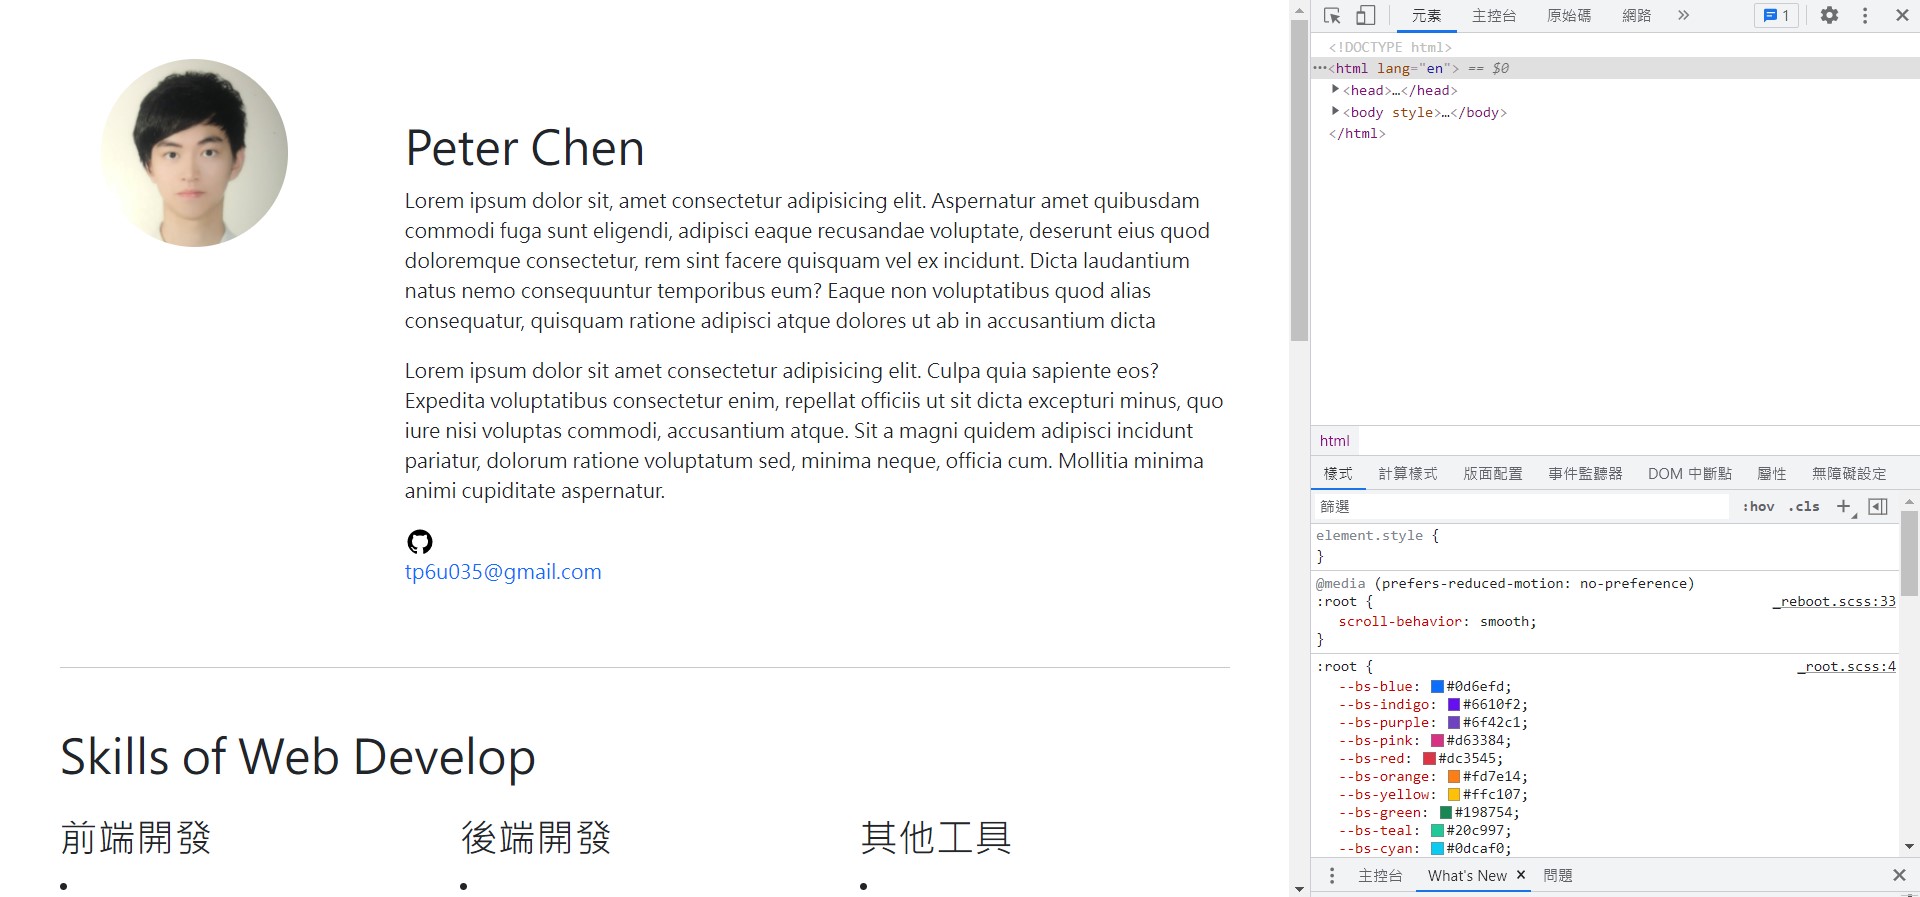 Peter Chen
Lorem ipsum dolor sit, amet consectetur adipisicing elit. Aspernatur amet quibusdam
commodi fuga sunt eligendi, adipisci eaque recusandae voluptate, deserunt eius quod
doloremque consectetur, rem sint facere quisquam vel ex incidunt. Dicta laudantium
natus nemo consequuntur temporibus eum? Eaque non voluptatibus quod alias
consequatur, quisquam ratione adipisci atque dolores ut ab in accusantium dicta
Lorem ipsum dolor sit amet consectetur adipisicing elit. Culpa quia sapiente eos?
Expedita voluptatibus consectetur enim, repellat officiis ut sit dicta excepturi minus, quo
iure nisi voluptas commodi, accusantium atque. Sit a magni quidem adipisci incidunt
pariatur, dolorum ratione voluptatum sed, minima neque, officia cum. Mollitia minima
animi cupiditate aspernatur.
tp6u035@gmail.com
Skills of Web Develop
前端開發 後端開發 其他工具
元素 主控台 原始碼 網路 » 1
<!DOCTYPE html>
···<html lang="en"> == $0
<head>…</head>
<body style>…</body>
</html>
html
樣式 計算樣式 版面配置 事件監聽器 DOM 中斷點 屬性 無障礙設定
篩選 :hov .cls +
element.style {
}
@media (prefers-reduced-motion: no-preference)
:root { _reboot.scss:33
scroll-behavior: smooth;
}
:root { _root.scss:4
--bs-blue: #0d6efd;
--bs-indigo: #6610f2;
--bs-purple: #6f42c1;
--bs-pink: #d63384;
--bs-red: #dc3545;
--bs-orange: #fd7e14;
--bs-yellow: #ffc107;
--bs-green: #198754;
--bs-teal: #20c997;
--bs-cyan: #0dcaf0;
主控台 What's New × 問題